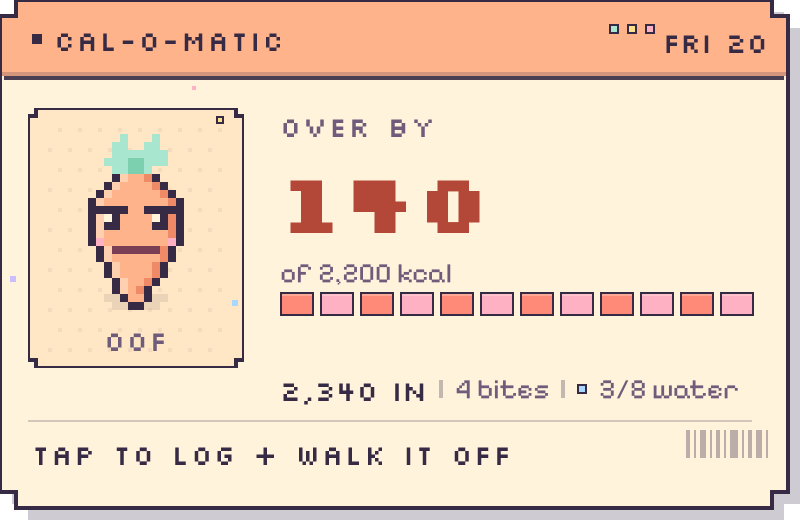 CAL-O-MATIC
FRI 20
OVER BY
140
of 2,200 kcal
OOF
2,340 IN | 4 bites | 3/8 water
TAP TO LOG + WALK IT OFF